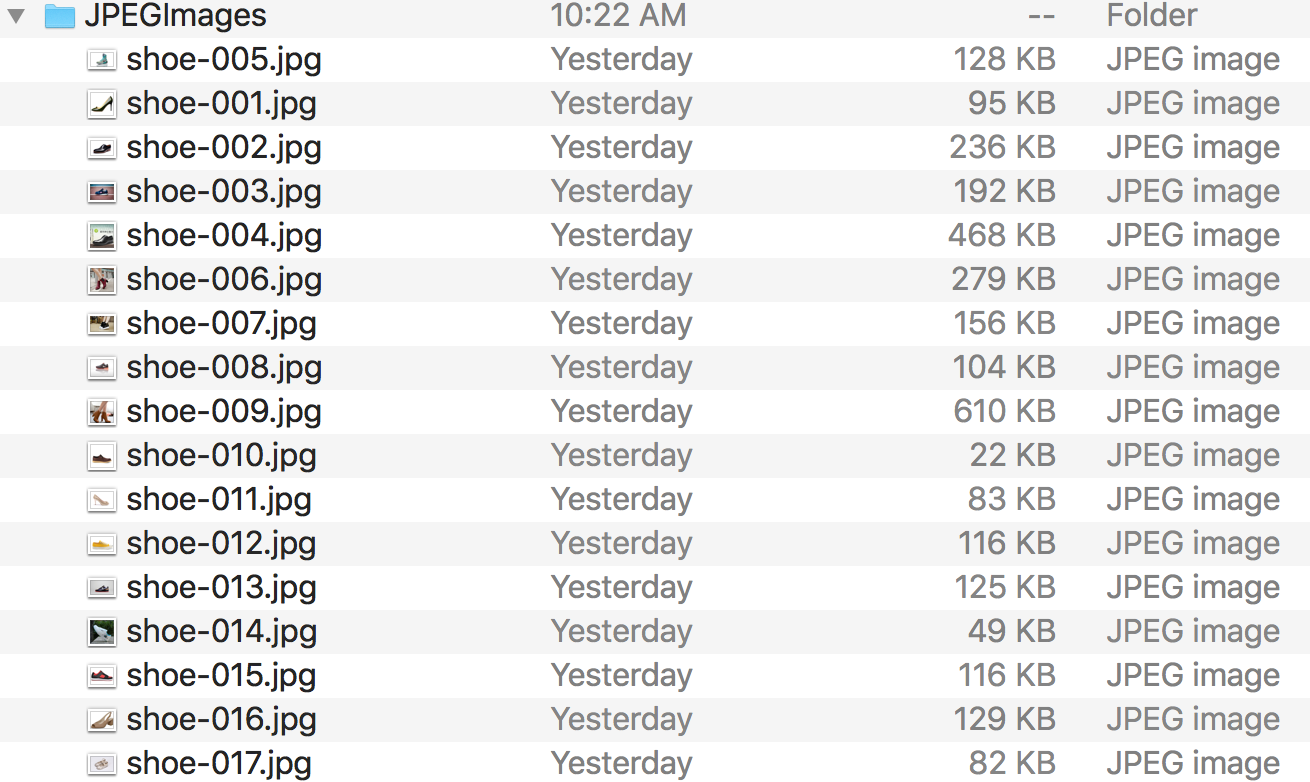 JPEGImages 10:22 AM -- Folder
shoe-005.jpg Yesterday 128 KB JPEG image
shoe-001.jpg Yesterday 95 KB JPEG image
shoe-002.jpg Yesterday 236 KB JPEG image
shoe-003.jpg Yesterday 192 KB JPEG image
shoe-004.jpg Yesterday 468 KB JPEG image
shoe-006.jpg Yesterday 279 KB JPEG image
shoe-007.jpg Yesterday 156 KB JPEG image
shoe-008.jpg Yesterday 104 KB JPEG image
shoe-009.jpg Yesterday 610 KB JPEG image
shoe-010.jpg Yesterday 22 KB JPEG image
shoe-011.jpg Yesterday 83 KB JPEG image
shoe-012.jpg Yesterday 116 KB JPEG image
shoe-013.jpg Yesterday 125 KB JPEG image
shoe-014.jpg Yesterday 49 KB JPEG image
shoe-015.jpg Yesterday 116 KB JPEG image
shoe-016.jpg Yesterday 129 KB JPEG image
shoe-017.jpg Yesterday 82 KB JPEG image